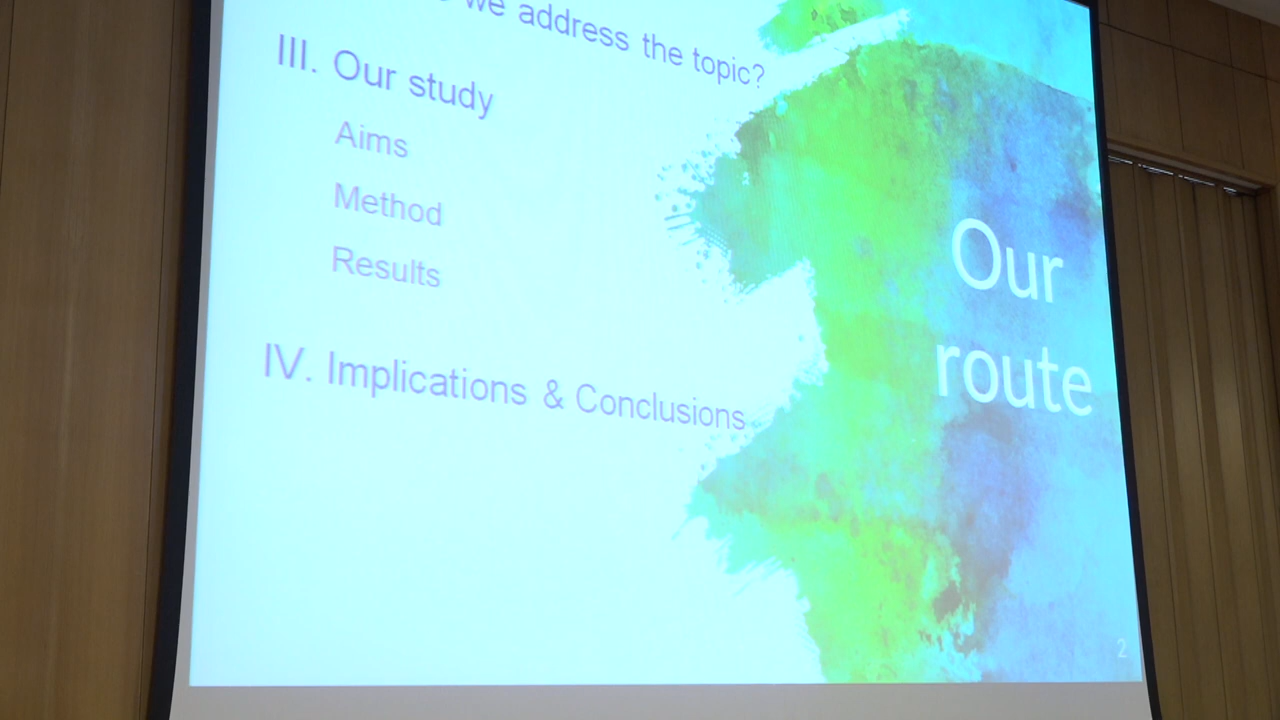 we address the topic?
III. Our study
Aims
Method
Results
IV. Implications & Conclusions
Our
route
2